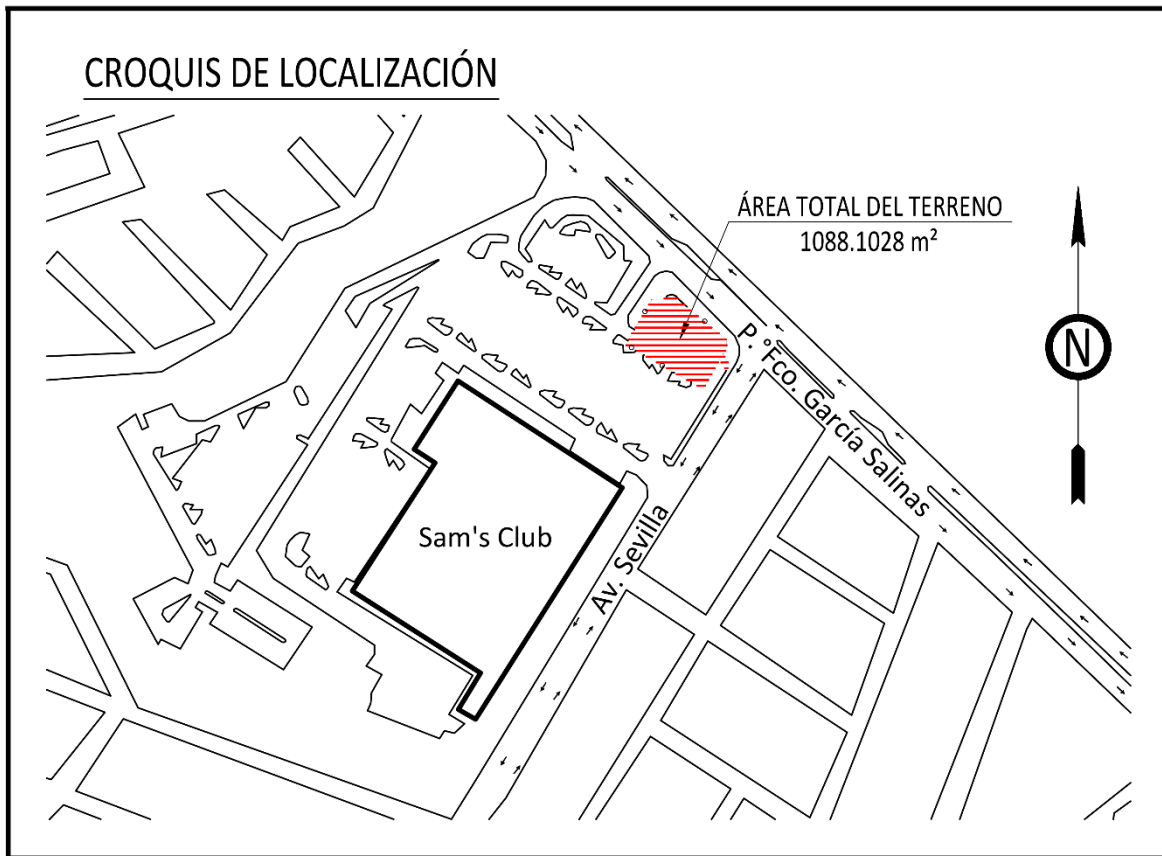 CROQUIS DE LOCALIZACIÓN
ÁREA TOTAL DEL TERRENO
1088.1028 m²
N
P.° Fco. García Salinas
Sam's Club
Av. Sevilla